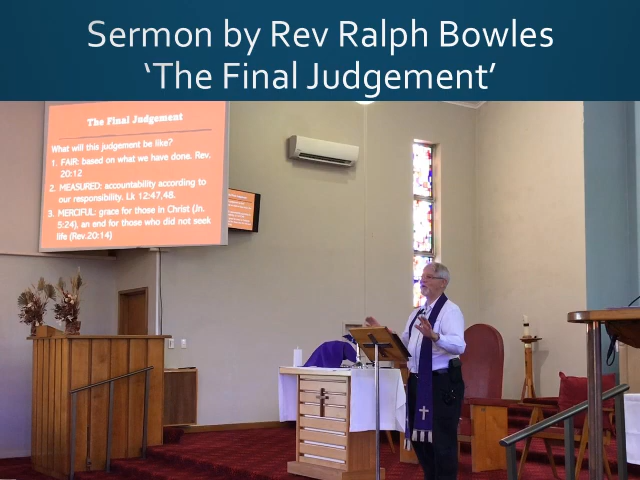 Sermon by Rev Ralph Bowles
‘The Final Judgement’
The Final Judgement
What will this judgement be like?
1. FAIR: based on what we have done. Rev.
20:12
2. MEASURED: accountability according to
our responsibility. Lk 12:47,48.
3. MERCIFUL: grace for those in Christ (Jn.
5:24), an end for those who did not seek
life (Rev.20:14)